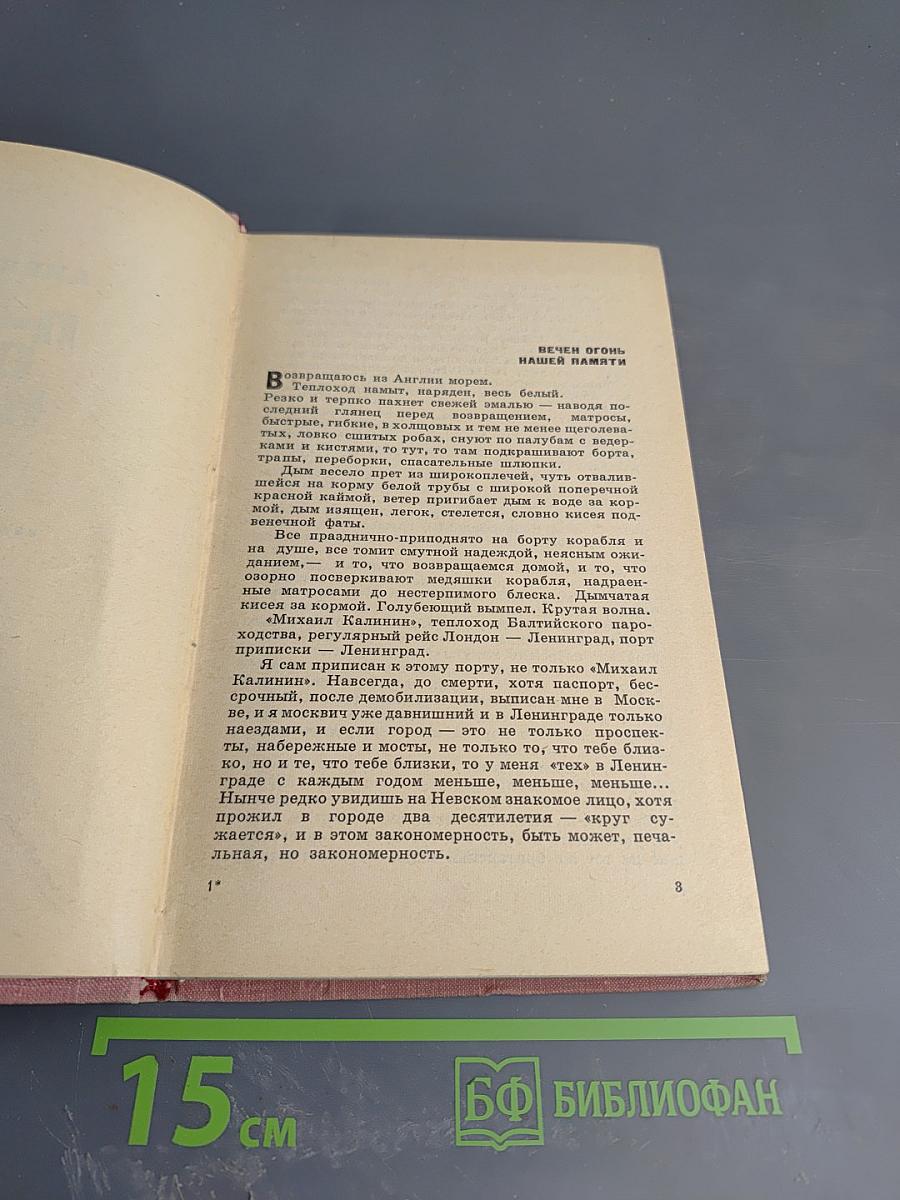 ВЕЧЕН ОГОНЬ
НАШЕЙ ПАМЯТИ
Возвращаюсь из Англии морем.
Теплоход намыт, наряден, весь белый.
Резко и терпко пахнет свежей эмалью — наводя по-
следний глянец перед возвращением, матросы,
быстрые, гибкие, в холщовых и тем не менее щеголева-
тых, ловко сшитых робах, снуют по палубам с ведер-
ками и кистями, то тут, то там подкрашивают борта,
трапы, переборки, спасательные шлюпки.
Дым весело прет из широкоплечей, чуть отвалив-
шейся на корму белой трубы с широкой поперечной
красной каймой, ветер пригибает дым к воде за кор-
мой, дым изящен, легок, стелется, словно кисея под-
венечной фаты.
Все празднично-приподнято на борту корабля и
на душе, все томит смутной надеждой, неясным ожи-
данием,— и то, что возвращаемся домой, и то, что
озорно посверкивают медяшки корабля, надраен-
ные матросами до нестерпимого блеска. Дымчатая
кисея за кормой. Голубеющий вымпел. Крутая волна.
«Михаил Калинин», теплоход Балтийского паро-
ходства, регулярный рейс Лондон — Ленинград, порт
приписки — Ленинград.
Я сам приписан к этому порту, не только «Михаил
Калинин». Навсегда, до смерти, хотя паспорт, бес-
срочный, после демобилизации, выписан мне в Моск-
ве, и я москвич уже давнишний и в Ленинграде только
наездами, и если город — это не только проспек-
ты, набережные и мосты, не только то, что тебе близ-
ко, но и те, что тебе близки, то у меня «тех» в Ленин-
граде с каждым годом меньше, меньше, меньше...
Нынче редко увидишь на Невском знакомое лицо, хотя
прожил в городе два десятилетия — «круг су-
жается», и в этом закономерность, быть может, печа-
льная, но закономерность.
1*
3
15 см
БФ БИБЛИОФАН